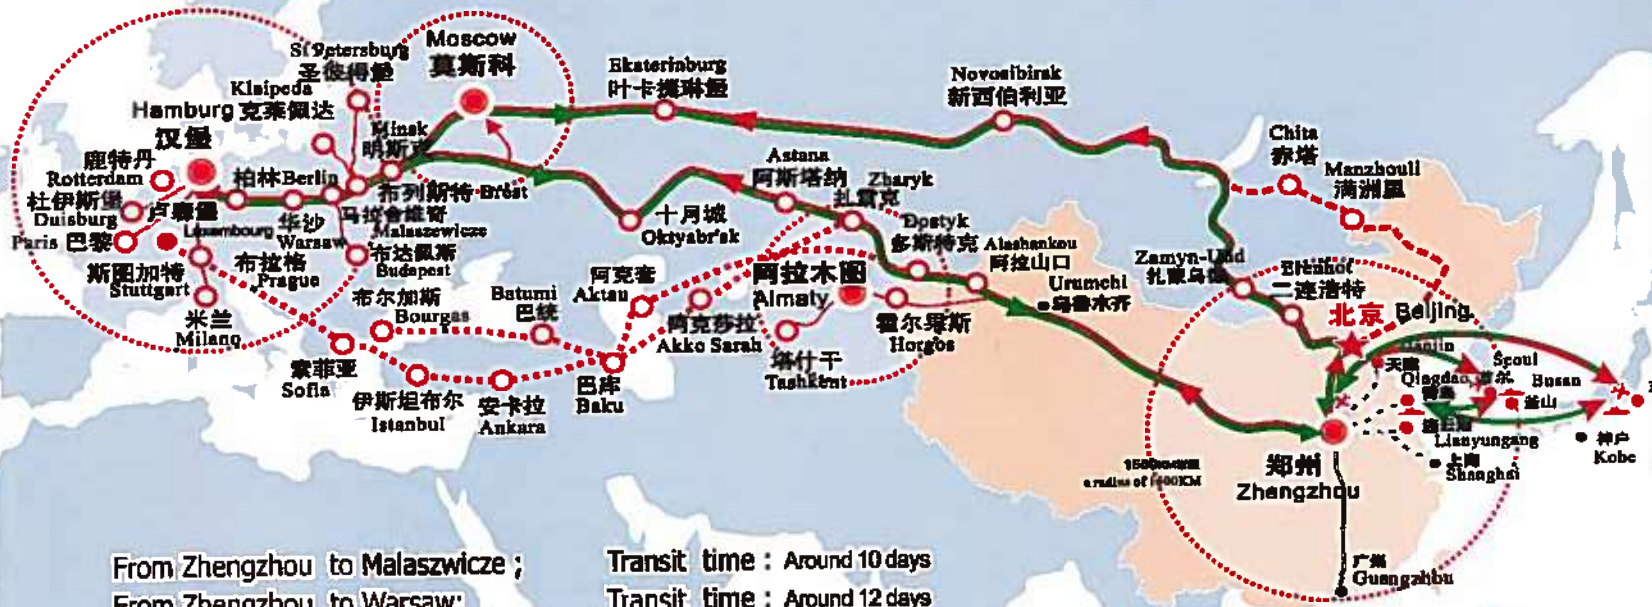 St Petersburg
圣彼得堡
Klaipeda
克莱佩达
Hamburg
汉堡
Moscow
莫斯科
Minsk
明斯克
Ekaterinburg
叶卡捷琳堡
Novosibirsk
新西伯利亚
Chita
赤塔
Manzhouli
满洲里
鹿特丹
Rotterdam
杜伊斯堡
Duisburg
Paris 巴黎
卢森堡
Luxembourg
柏林Berlin
华沙
Warsaw
布列斯特 Brest
马拉舍维奇
Malaszewicze
布达佩斯
Budapest
布拉格
Prague
斯图加特
Stuttgart
米兰
Milano
十月城
Oktyabr'sk
Astana
阿斯塔纳
Zharyk
扎雷克
Dostyk
多斯特克
Alashankou
阿拉山口
Urumchi
乌鲁木齐
阿拉木图
Almaty
霍尔果斯
Horgos
塔什干
Tashkent
阿克套
Aktau
阿克莎拉
Akko Sarah
布尔加斯
Bourgas
Batumi
巴统
索菲亚
Sofia
伊斯坦布尔
Istanbul
安卡拉
Ankara
巴库
Baku
Zamyn-Uud
扎蒙乌德
Erenhot
二连浩特
北京 Beijing
Tianjin
天津
Qingdao
青岛
Seoul
首尔
Busan
釜山
连云港
Lianyungang
上海
Shanghai
神户
Kobe
郑州
Zhengzhou
a radius of 1500KM
广州
Guangzhou
From Zhengzhou to Malaszwicze ; Transit time : Around 10 days
From Zhengzhou to Warsaw; Transit time : Around 12 days